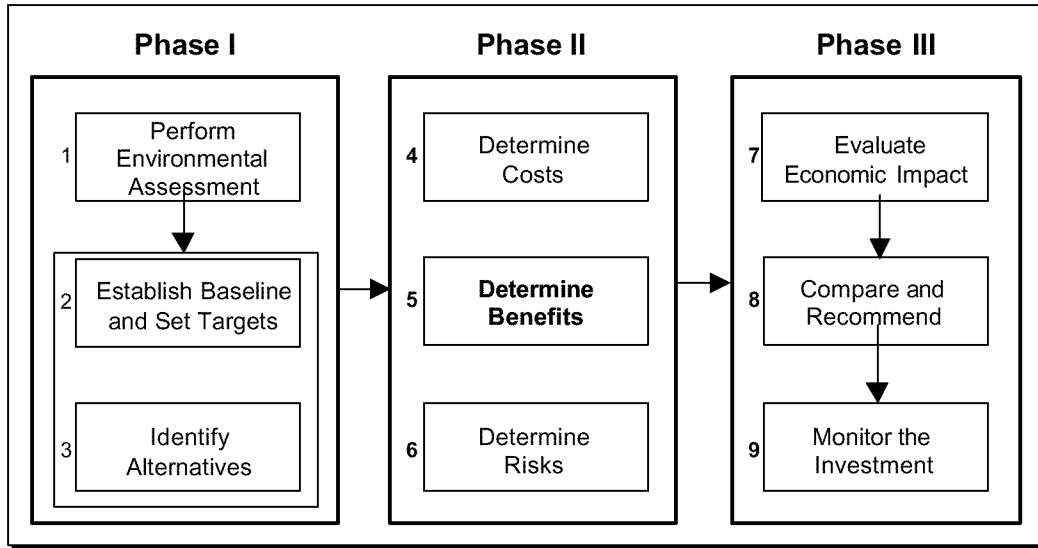 Phase I
1
Perform
Environmental
Assessment
2
Establish Baseline
and Set Targets
3
Identify
Alternatives
Phase II
4
Determine
Costs
5
Determine
Benefits
6
Determine
Risks
Phase III
7
Evaluate
Economic Impact
8
Compare and
Recommend
9
Monitor the
Investment